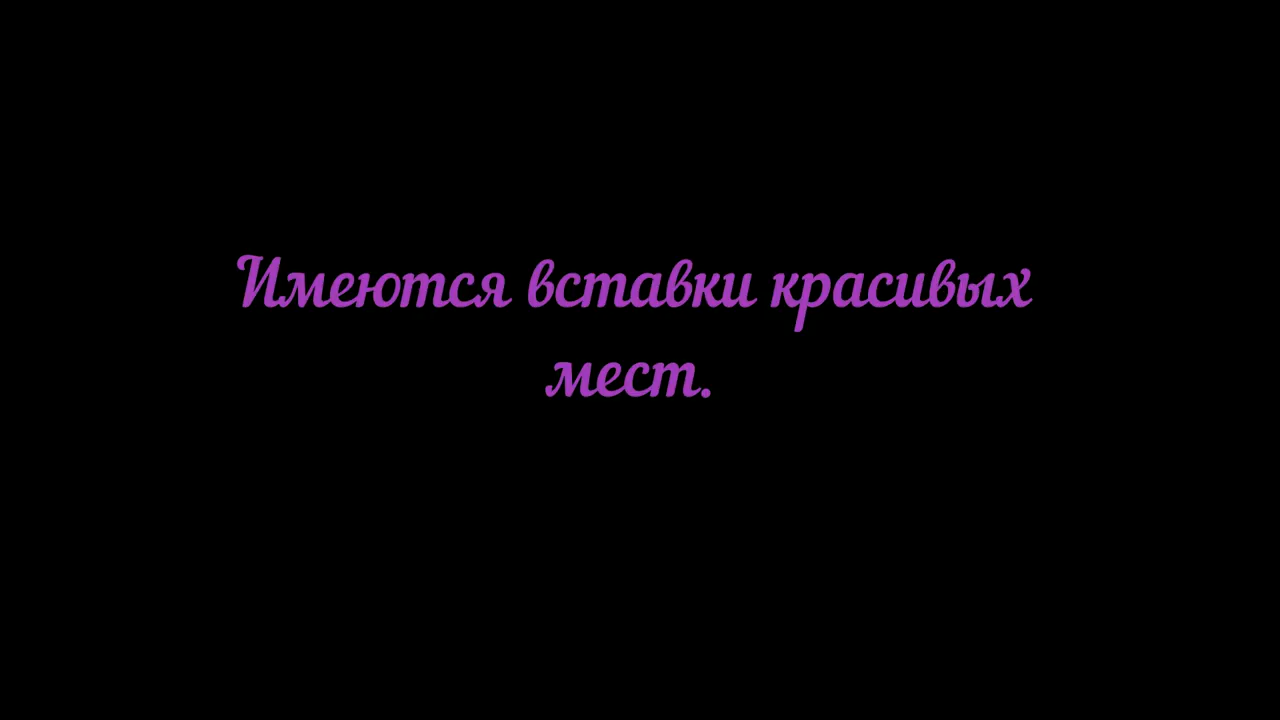 Имеются вставки красивых
мест.